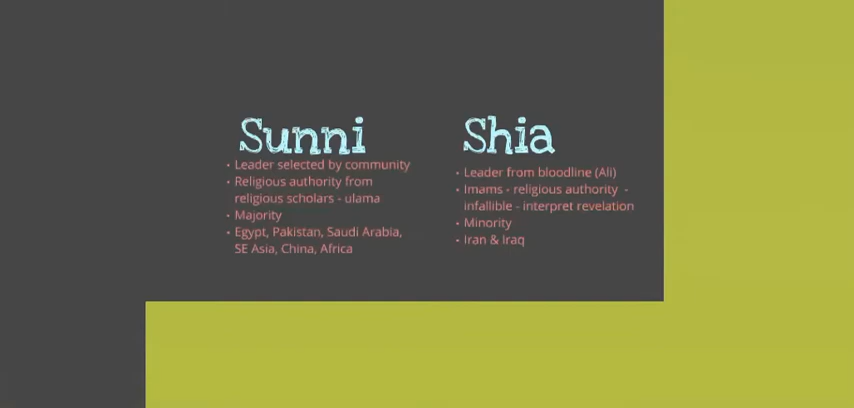 Sunni
• Leader selected by community
• Religious authority from
religious scholars - ulama
• Majority
• Egypt, Pakistan, Saudi Arabia,
SE Asia, China, Africa
Shia
• Leader from bloodline (Ali)
• Imams - religious authority -
infallible - interpret revelation
• Minority
• Iran & Iraq